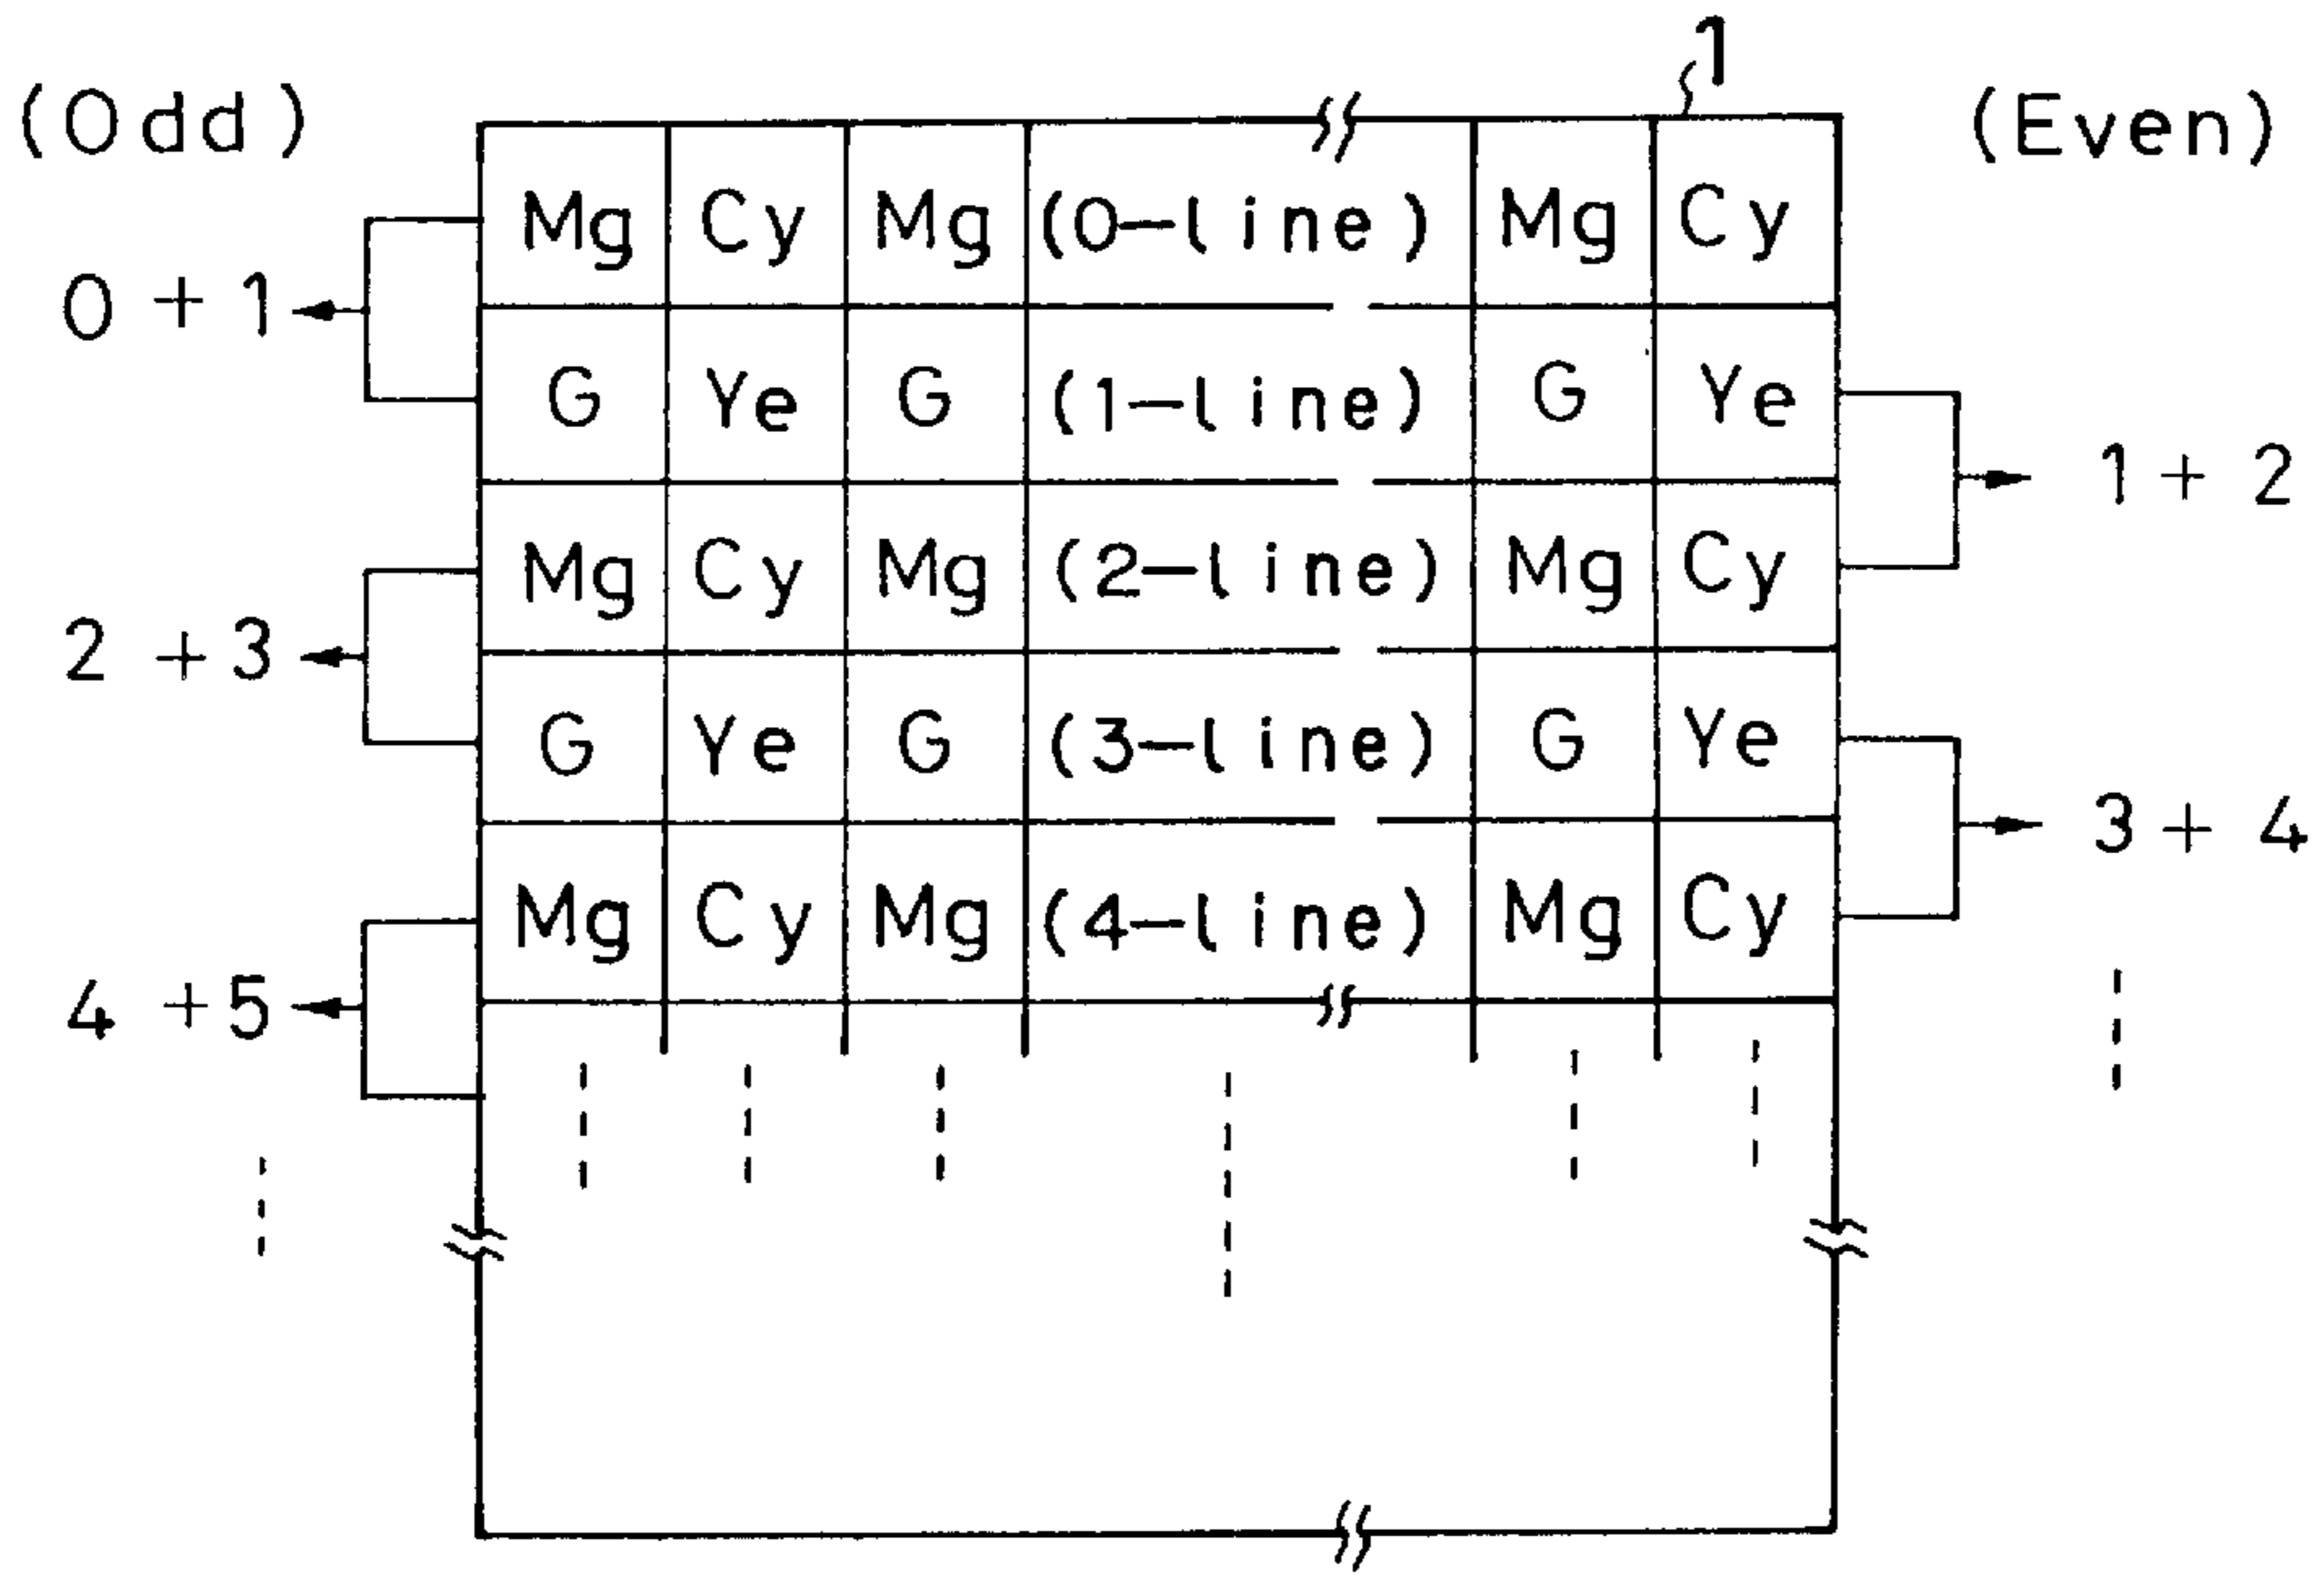 1
(Odd) (Even)
Mg Cy Mg (0-line) Mg Cy
0 + 1
G Ye G (1-line) G Ye
1 + 2
Mg Cy Mg (2-line) Mg Cy
2 + 3
G Ye G (3-line) G Ye
3 + 4
Mg Cy Mg (4-line) Mg Cy
4 + 5